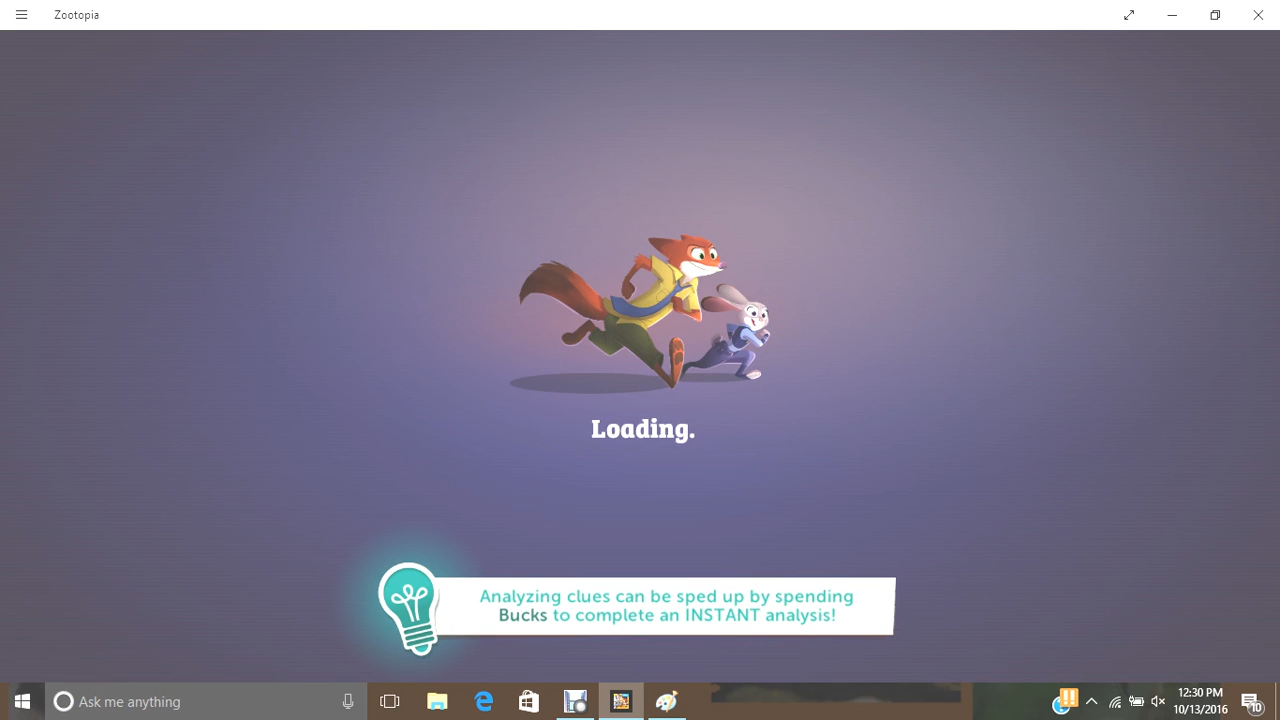 Zootopia
Loading.
Analyzing clues can be sped up by spending
Bucks to complete an INSTANT analysis!
Ask me anything
12:30 PM
10/13/2016
10